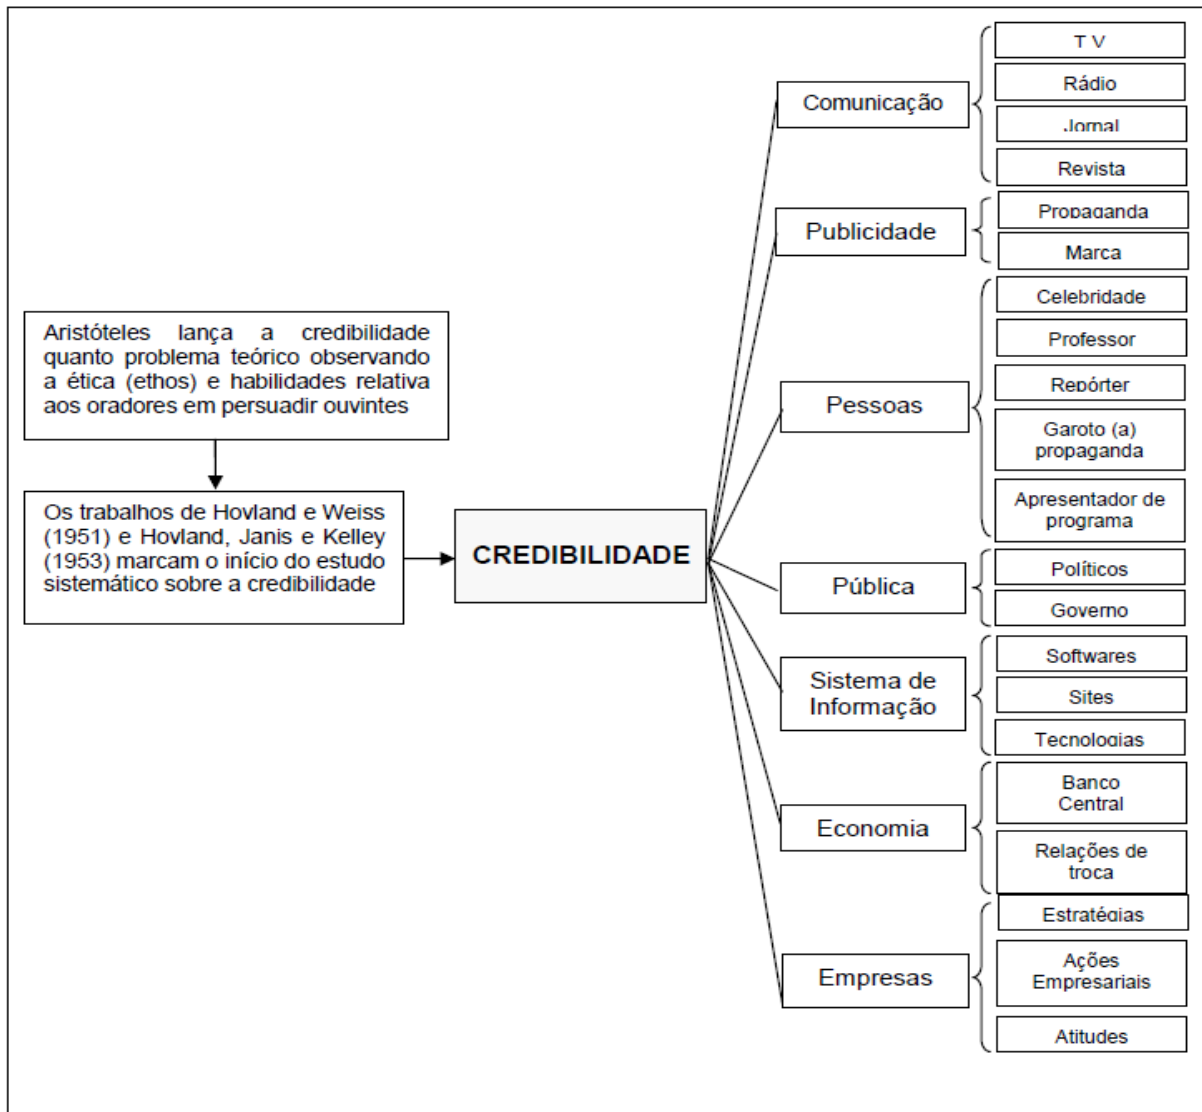 Aristóteles lança a credibilidade
quanto problema teórico observando
a ética (ethos) e habilidades relativa
aos oradores em persuadir ouvintes
Os trabalhos de Hovland e Weiss
(1951) e Hovland, Janis e Kelley
(1953) marcam o início do estudo
sistemático sobre a credibilidade
CREDIBILIDADE
Comunicação
T V
Rádio
Jornal
Revista
Publicidade
Propaganda
Marca
Pessoas
Celebridade
Professor
Repórter
Garoto (a)
propaganda
Apresentador de
programa
Pública
Políticos
Governo
Sistema de
Informação
Softwares
Sites
Tecnologias
Economia
Banco
Central
Relações de
troca
Empresas
Estratégias
Ações
Empresariais
Atitudes